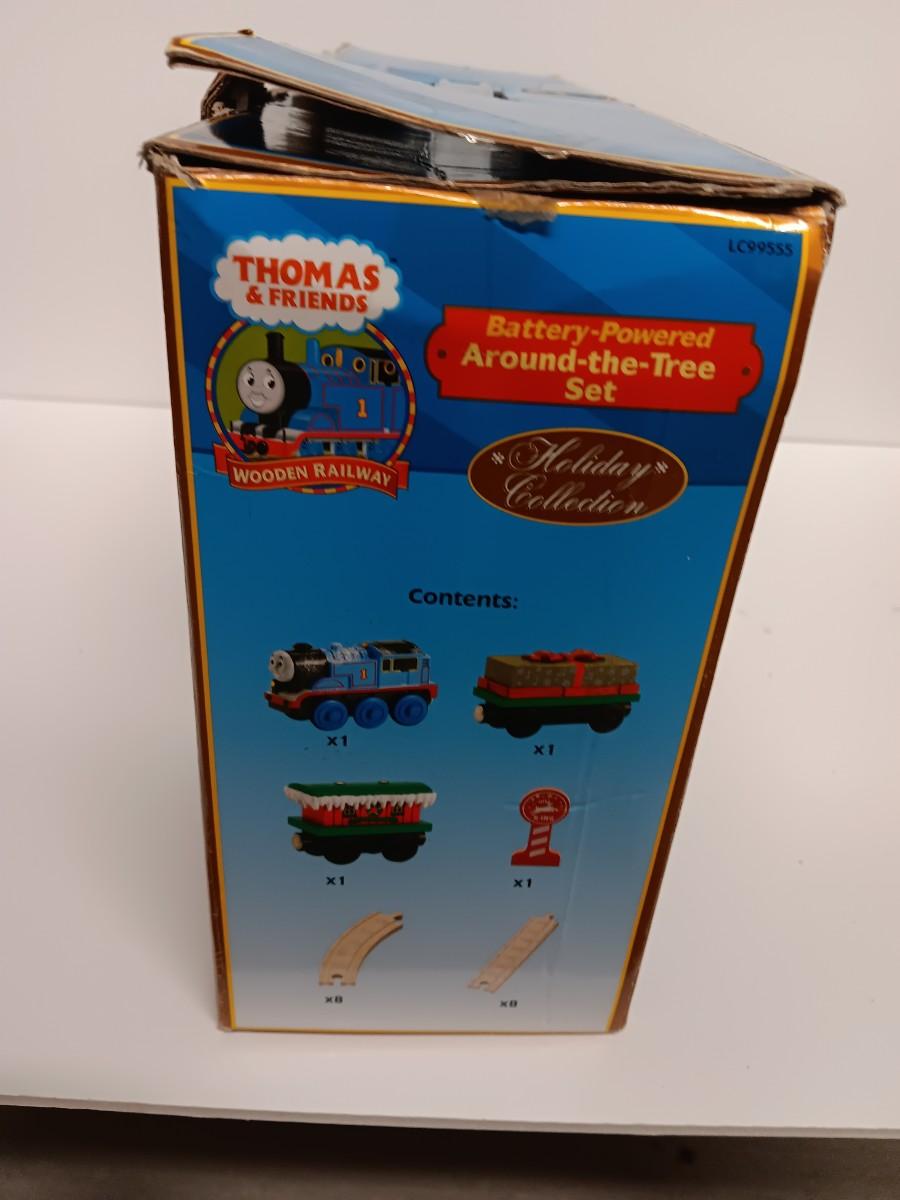 LC99555
THOMAS
& FRIENDS
1
WOODEN RAILWAY
Battery-Powered
Around-the-Tree
Set
Holiday
Collection
Contents:
1
x1
x1
x1
x1
x8
x8